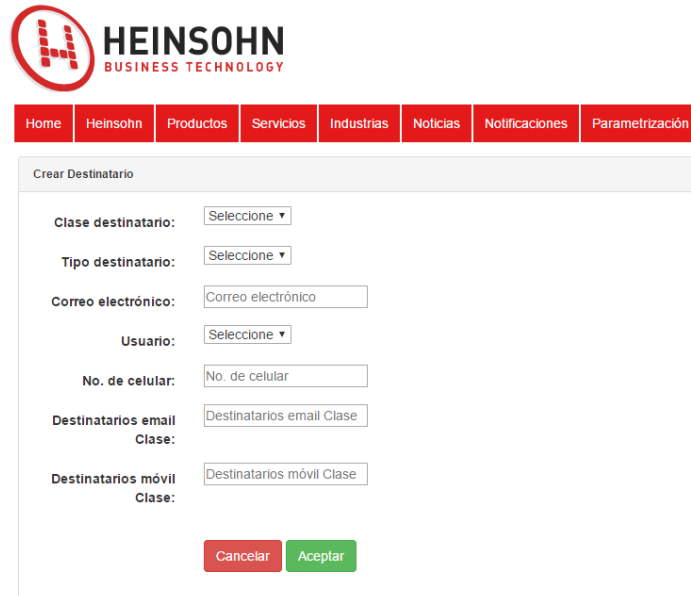 H
HEINSOHN
BUSINESS TECHNOLOGY
Home Heinsohn Productos Servicios Industrias Noticias Notificaciones Parametrización
Crear Destinatario
Clase destinatario: Seleccione
Tipo destinatario: Seleccione
Correo electrónico: Correo electrónico
Usuario: Seleccione
No. de celular: No. de celular
Destinatarios email Destinatarios email Clase
Clase:
Destinatarios móvil Destinatarios móvil Clase
Clase:
Cancelar Aceptar